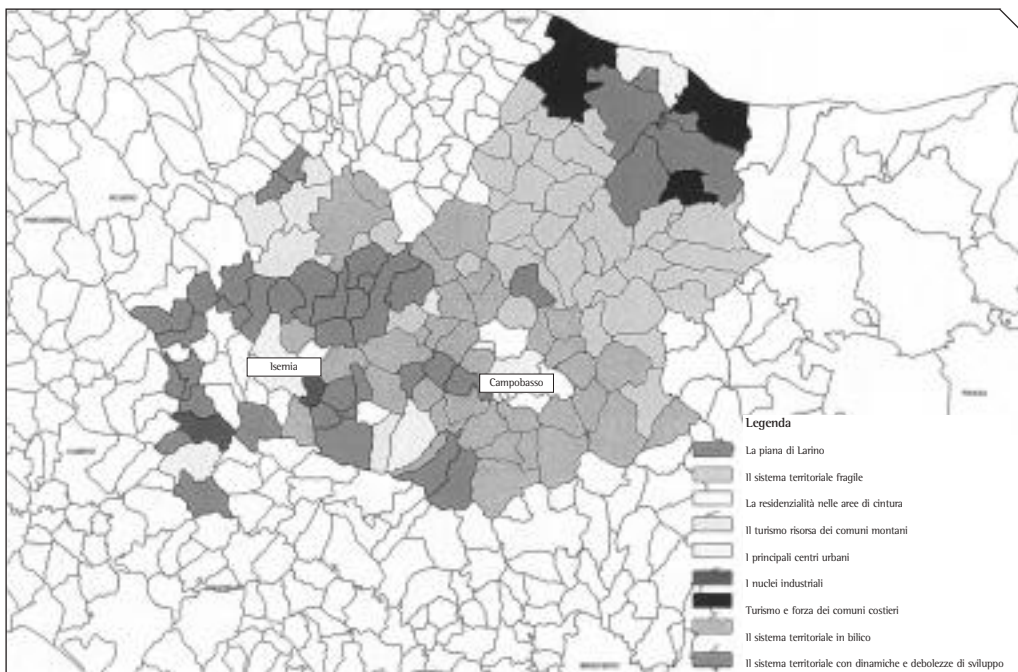 Isernia
Campobasso
Legenda
La piana di Larino
Il sistema territoriale fragile
La residenzialità nelle aree di cintura
Il turismo risorsa dei comuni montani
I principali centri urbani
I nuclei industriali
Turismo e forza dei comuni costieri
Il sistema territoriale in bilico
Il sistema territoriale con dinamiche e debolezze di sviluppo